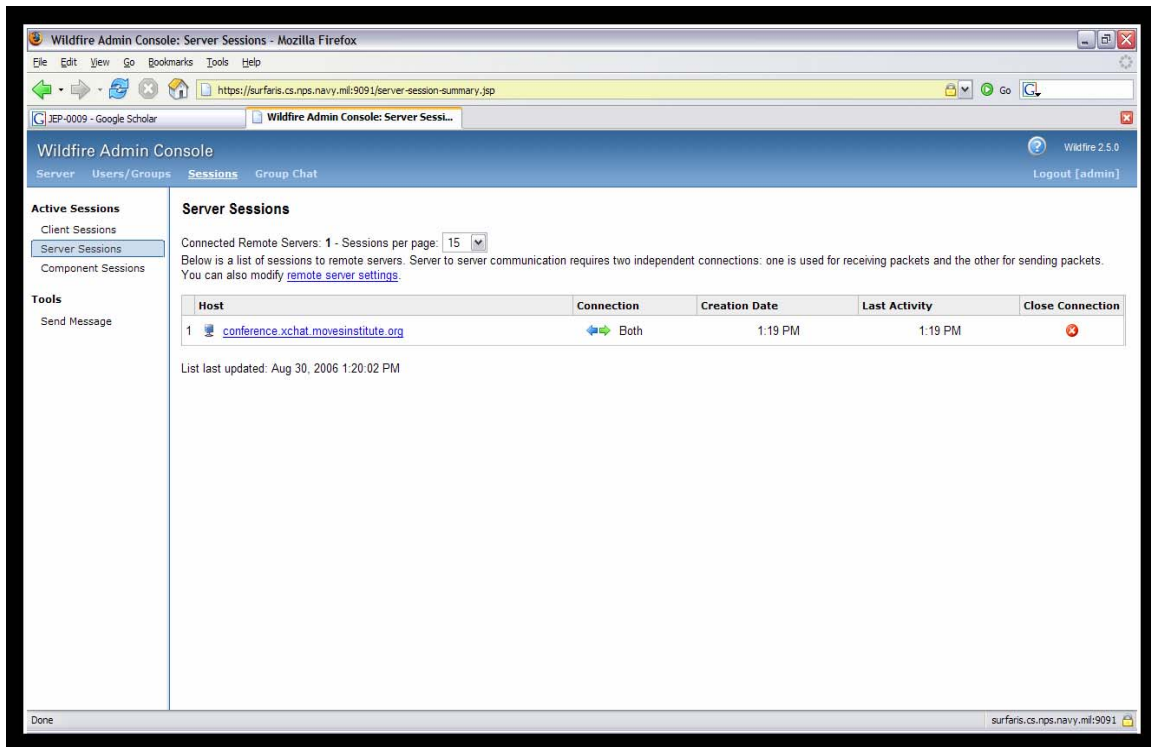 Wildfire Admin Console: Server Sessions - Mozilla Firefox
File Edit View Go Bookmarks Tools Help
https://surfaris.cs.nps.navy.mil:9091/server-session-summary.jsp
Go
G JEP-0009 - Google Scholar
Wildfire Admin Console: Server Sessi...
Wildfire Admin Console
Wildfire 2.5.0
Server Users/Groups Sessions Group Chat
Logout [admin]
Active Sessions
Client Sessions
Server Sessions
Component Sessions
Tools
Send Message
Server Sessions
Connected Remote Servers: 1 - Sessions per page: 15
Below is a list of sessions to remote servers. Server to server communication requires two independent connections: one is used for receiving packets and the other for sending packets.
You can also modify remote server settings.
Host Connection Creation Date Last Activity Close Connection
1 conference.xchat.movesinstitute.org Both 1:19 PM 1:19 PM
List last updated: Aug 30, 2006 1:20:02 PM
Done
surfaris.cs.nps.navy.mil:9091